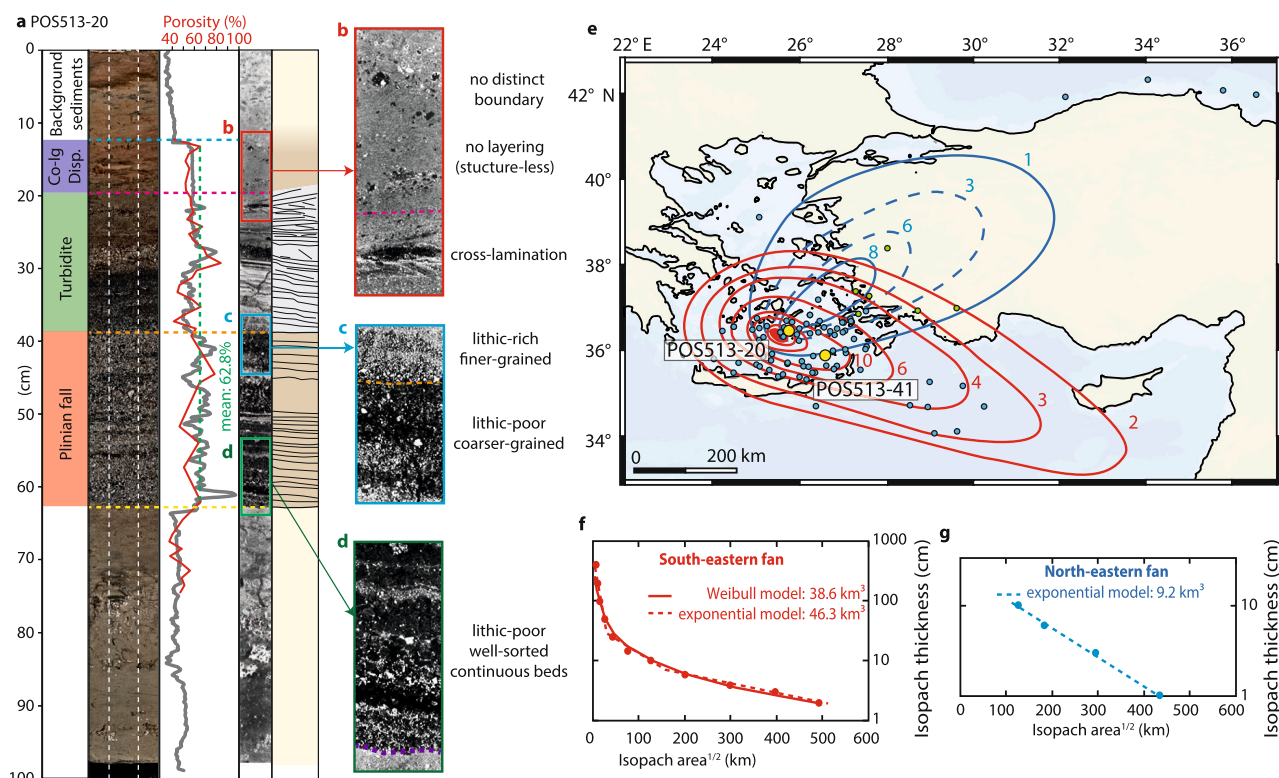 a POS513-20
Porosity (%)
40 60 80 100
0
10
20
30
40
50
60
70
80
90
100
(cm)
Background
sediments
Co-Ig
Disp.
Turbidite
Plinian fall
mean: 62.8%
b
c
d
b
no distinct
boundary
no layering
(stucture-less)
cross-lamination
c
lithic-rich
finer-grained
lithic-poor
coarser-grained
d
lithic-poor
well-sorted
continuous beds
e
22° E 24° 26° 28° 30° 32° 34° 36°
42° N
40°
38°
36°
34°
1
3
6
8
10
6
4
3
2
POS513-20
POS513-41
0 200 km
f
South-eastern fan
Weibull model: 38.6 km³
exponential model: 46.3 km³
1000
100
10
1
Isopach thickness (cm)
0 100 200 300 400 500 600
Isopach area1/2 (km)
g
North-eastern fan
exponential model: 9.2 km³
10
1
Isopach thickness (cm)
0 100 200 300 400 500 600
Isopach area1/2 (km)